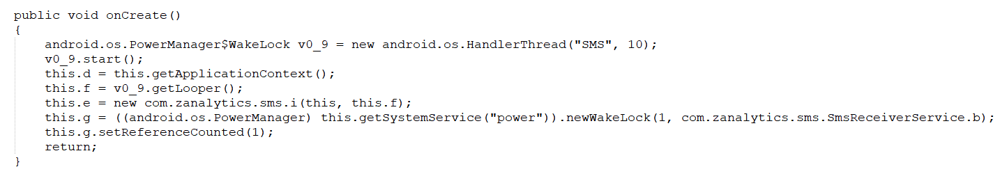 public void onCreate()
{
    android.os.PowerManager$WakeLock v0_9 = new android.os.HandlerThread("SMS", 10);
    v0_9.start();
    this.d = this.getApplicationContext();
    this.f = v0_9.getLooper();
    this.e = new com.zanalytics.sms.i(this, this.f);
    this.g = ((android.os.PowerManager) this.getSystemService("power")).newWakeLock(1, com.zanalytics.sms.SmsReceiverService.b);
    this.g.setReferenceCounted(1);
    return;
}